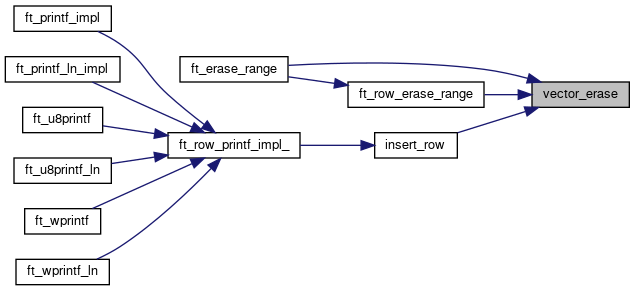 ft_printf_impl
ft_printf_ln_impl
ft_u8printf
ft_u8printf_ln
ft_wprintf
ft_wprintf_ln
ft_erase_range
ft_row_printf_impl_
ft_row_erase_range
insert_row
vector_erase